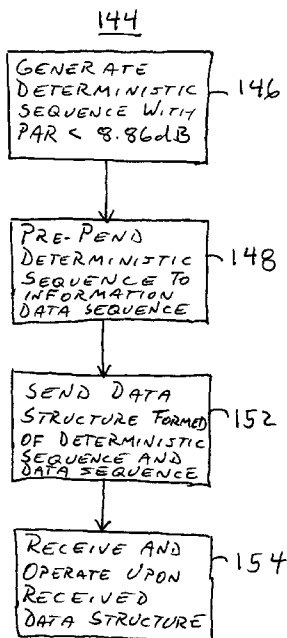 144
GENERATE
DETERMINISTIC
SEQUENCE WITH
PAR < 8.86dB
146
PRE-PEND
DETERMINISTIC
SEQUENCE TO
INFORMATION
DATA SEQUENCE
148
SEND DATA
STRUCTURE FORMED
OF DETERMINISTIC
SEQUENCE AND
DATA SEQUENCE
152
RECEIVE AND
OPERATE UPON
RECEIVED
DATA STRUCTURE
154